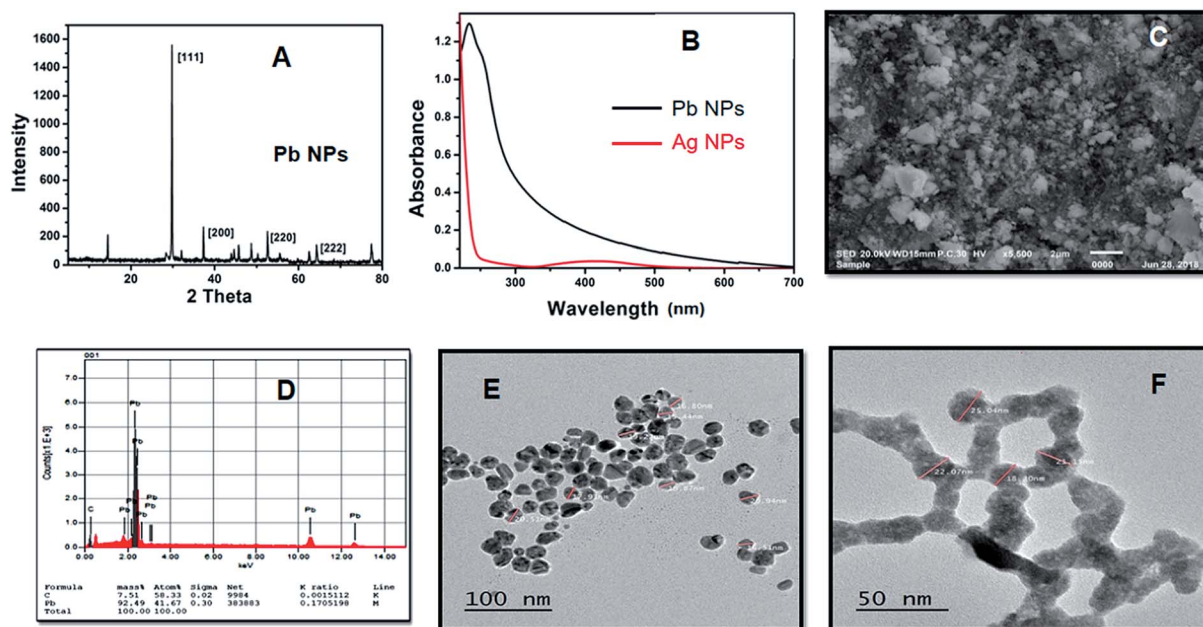 A
1600
1400
1200
1000
800
600
400
200
0
20
40
60
80
[111]
[200]
[220]
[222]
Pb NPs
Intensity
2 Theta
B
1.2
1.0
0.8
0.6
0.4
0.2
0.0
300
400
500
600
700
Pb NPs
Ag NPs
Absorbance
Wavelength (nm)
C
SED 20.0kV WD15mm P.C.30 HV x5,500 2μm
Sample 0000 Jun 28, 2018
D
001
7.0
6.0
5.0
4.0
3.0
2.0
1.0
0.0
Counts[x1 E+3]
C
Pb
Pb
Pb
Pb
Pb
Pb
Pb
Pb
Pb
0.00 2.00 4.00 6.00 8.00 10.00 12.00 14.00
keV
Formula mass% Atom% Sigma Net K ratio Line
C 7.51 58.33 0.02 9984 0.0015112 K
Pb 92.49 41.67 0.30 383883 0.1705198 M
Total 100.00 100.00
E
100 nm
F
25.04nm
22.07nm
18.30nm
50 nm